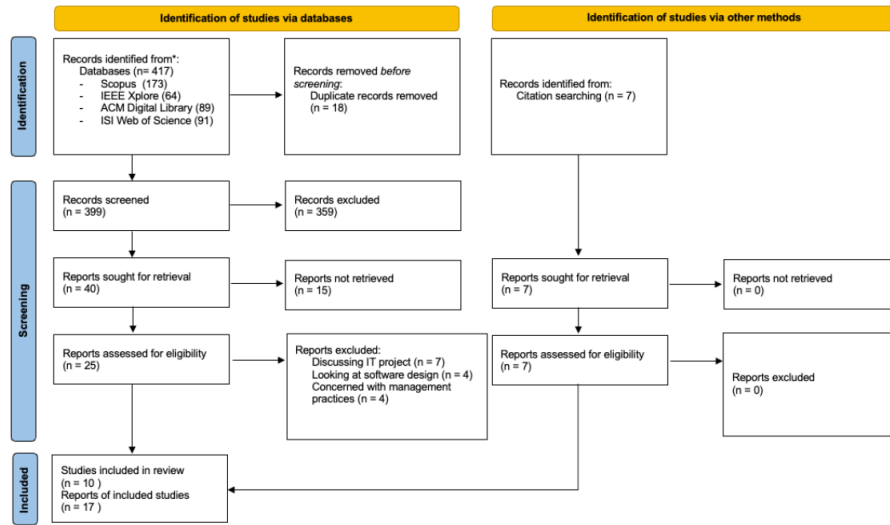 Identification of studies via databases
Identification of studies via other methods
Identification
Records identified from*:
Databases (n= 417)
- Scopus (173)
- IEEE Xplore (64)
- ACM Digital Library (89)
- ISI Web of Science (91)
Records removed before
screening:
Duplicate records removed
(n = 18)
Records identified from:
Citation searching (n = 7)
Screening
Records screened
(n = 399)
Records excluded
(n = 359)
Reports sought for retrieval
(n = 40)
Reports not retrieved
(n = 15)
Reports sought for retrieval
(n = 7)
Reports not retrieved
(n = 0)
Reports assessed for eligibility
(n = 25)
Reports excluded:
Discussing IT project (n = 7)
Looking at software design (n = 4)
Concerned with management
practices (n = 4)
Reports assessed for eligibility
(n = 7)
Reports excluded
(n = 0)
Included
Studies included in review
(n = 10 )
Reports of included studies
(n = 17 )